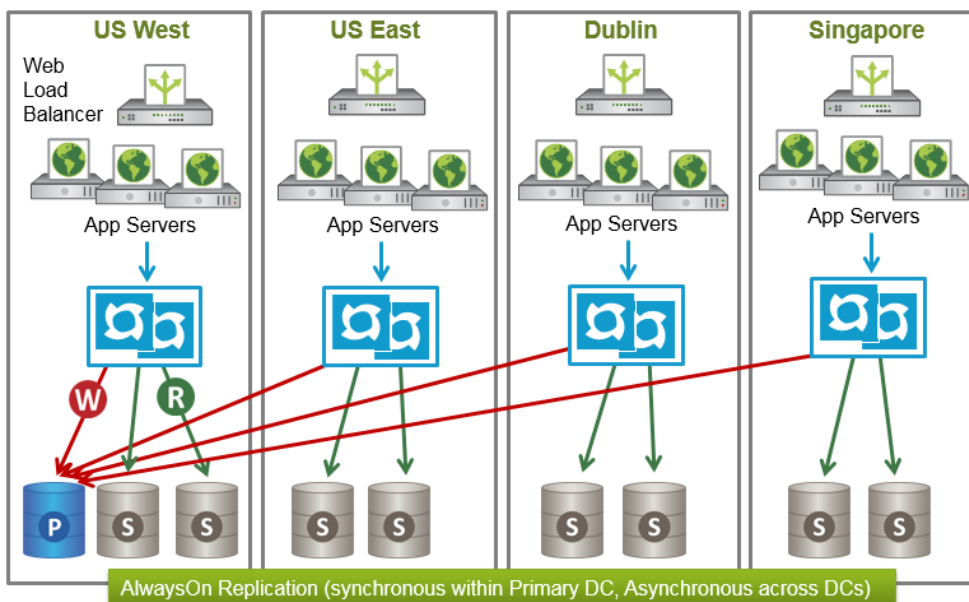 US West
US East
Dublin
Singapore
Web
Load
Balancer
App Servers
App Servers
App Servers
App Servers
W
R
P
S
S
S
S
S
S
S
S
AlwaysOn Replication (synchronous within Primary DC, Asynchronous across DCs)